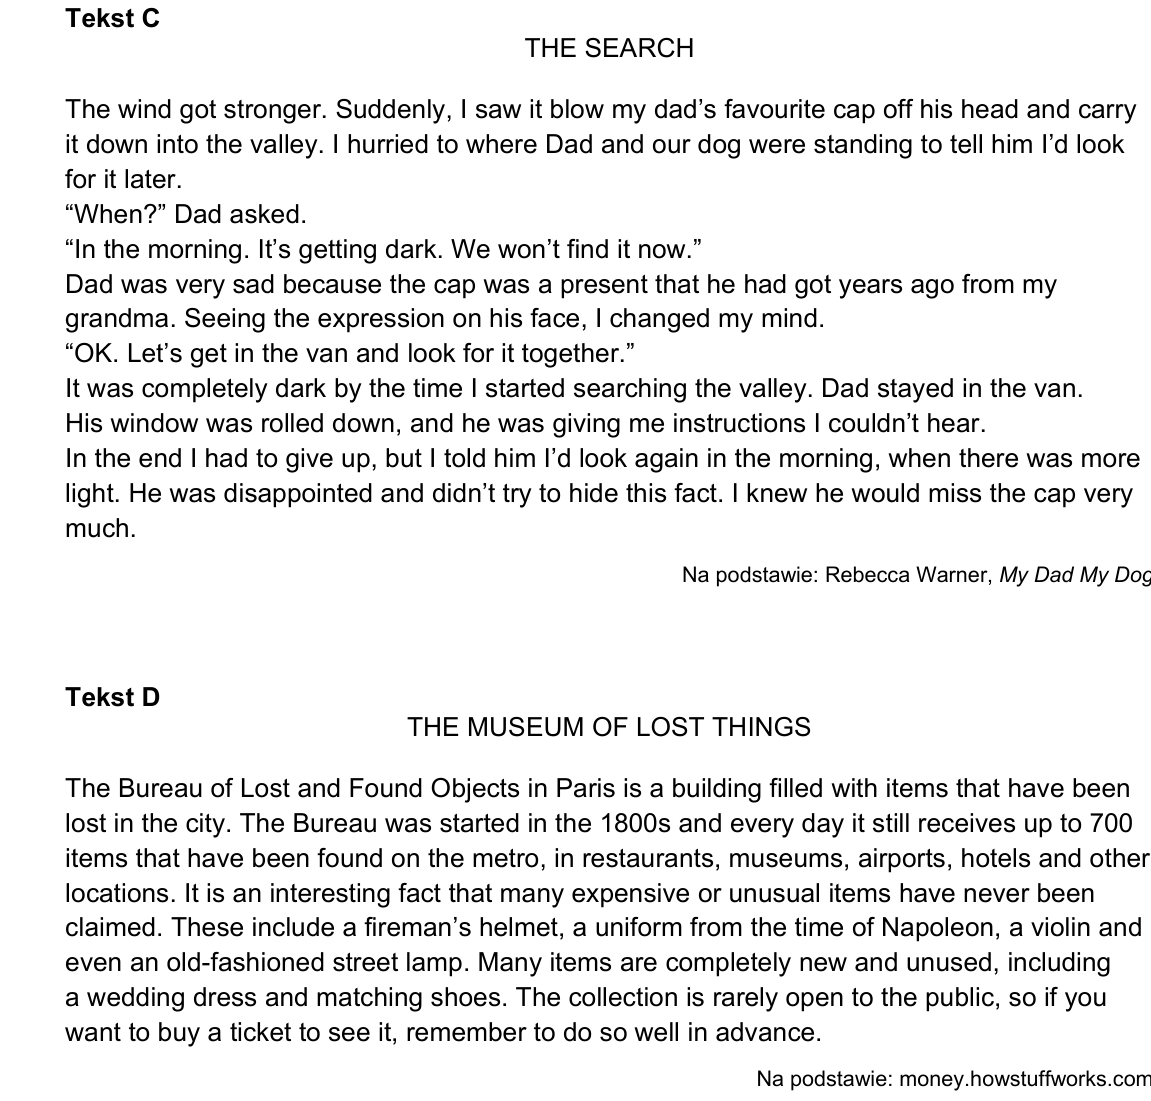 Tekst C
THE SEARCH
The wind got stronger. Suddenly, I saw it blow my dad’s favourite cap off his head and carry
it down into the valley. I hurried to where Dad and our dog were standing to tell him I’d look
for it later.
“When?” Dad asked.
“In the morning. It’s getting dark. We won’t find it now.”
Dad was very sad because the cap was a present that he had got years ago from my
grandma. Seeing the expression on his face, I changed my mind.
“OK. Let’s get in the van and look for it together.”
It was completely dark by the time I started searching the valley. Dad stayed in the van.
His window was rolled down, and he was giving me instructions I couldn’t hear.
In the end I had to give up, but I told him I’d look again in the morning, when there was more
light. He was disappointed and didn’t try to hide this fact. I knew he would miss the cap very
much.
Na podstawie: Rebecca Warner, My Dad My Dog
Tekst D
THE MUSEUM OF LOST THINGS
The Bureau of Lost and Found Objects in Paris is a building filled with items that have been
lost in the city. The Bureau was started in the 1800s and every day it still receives up to 700
items that have been found on the metro, in restaurants, museums, airports, hotels and other
locations. It is an interesting fact that many expensive or unusual items have never been
claimed. These include a fireman’s helmet, a uniform from the time of Napoleon, a violin and
even an old-fashioned street lamp. Many items are completely new and unused, including
a wedding dress and matching shoes. The collection is rarely open to the public, so if you
want to buy a ticket to see it, remember to do so well in advance.
Na podstawie: money.howstuffworks.com